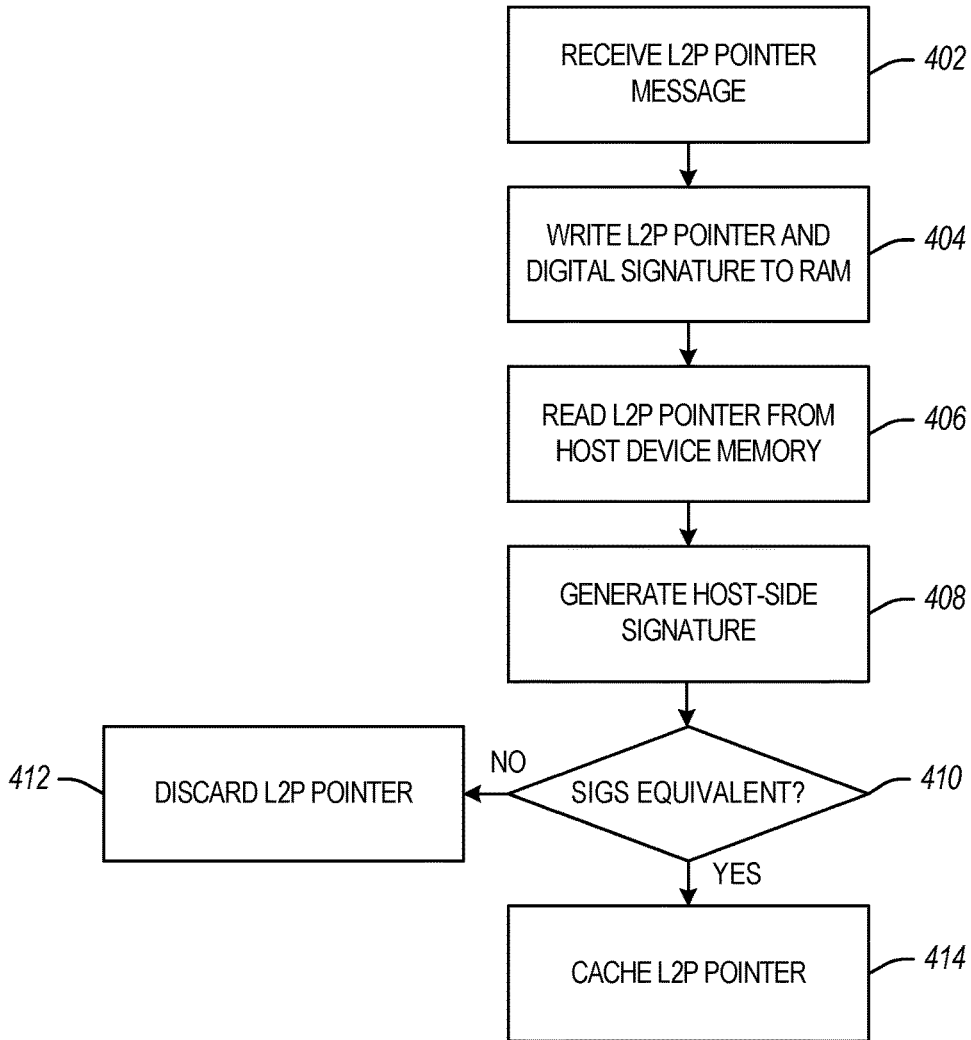 RECEIVE L2P POINTER
MESSAGE
402
WRITE L2P POINTER AND
DIGITAL SIGNATURE TO RAM
404
READ L2P POINTER FROM
HOST DEVICE MEMORY
406
GENERATE HOST-SIDE
SIGNATURE
408
412
DISCARD L2P POINTER
NO
SIGS EQUIVALENT?
410
YES
CACHE L2P POINTER
414